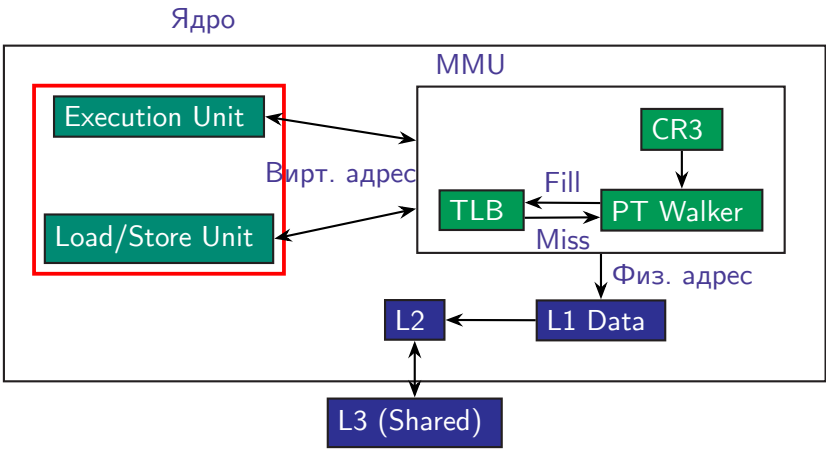 Ядро
MMU
Execution Unit
CR3
Вирт. адрес
Fill
TLB
PT Walker
Miss
Load/Store Unit
Физ. адрес
L2
L1 Data
L3 (Shared)